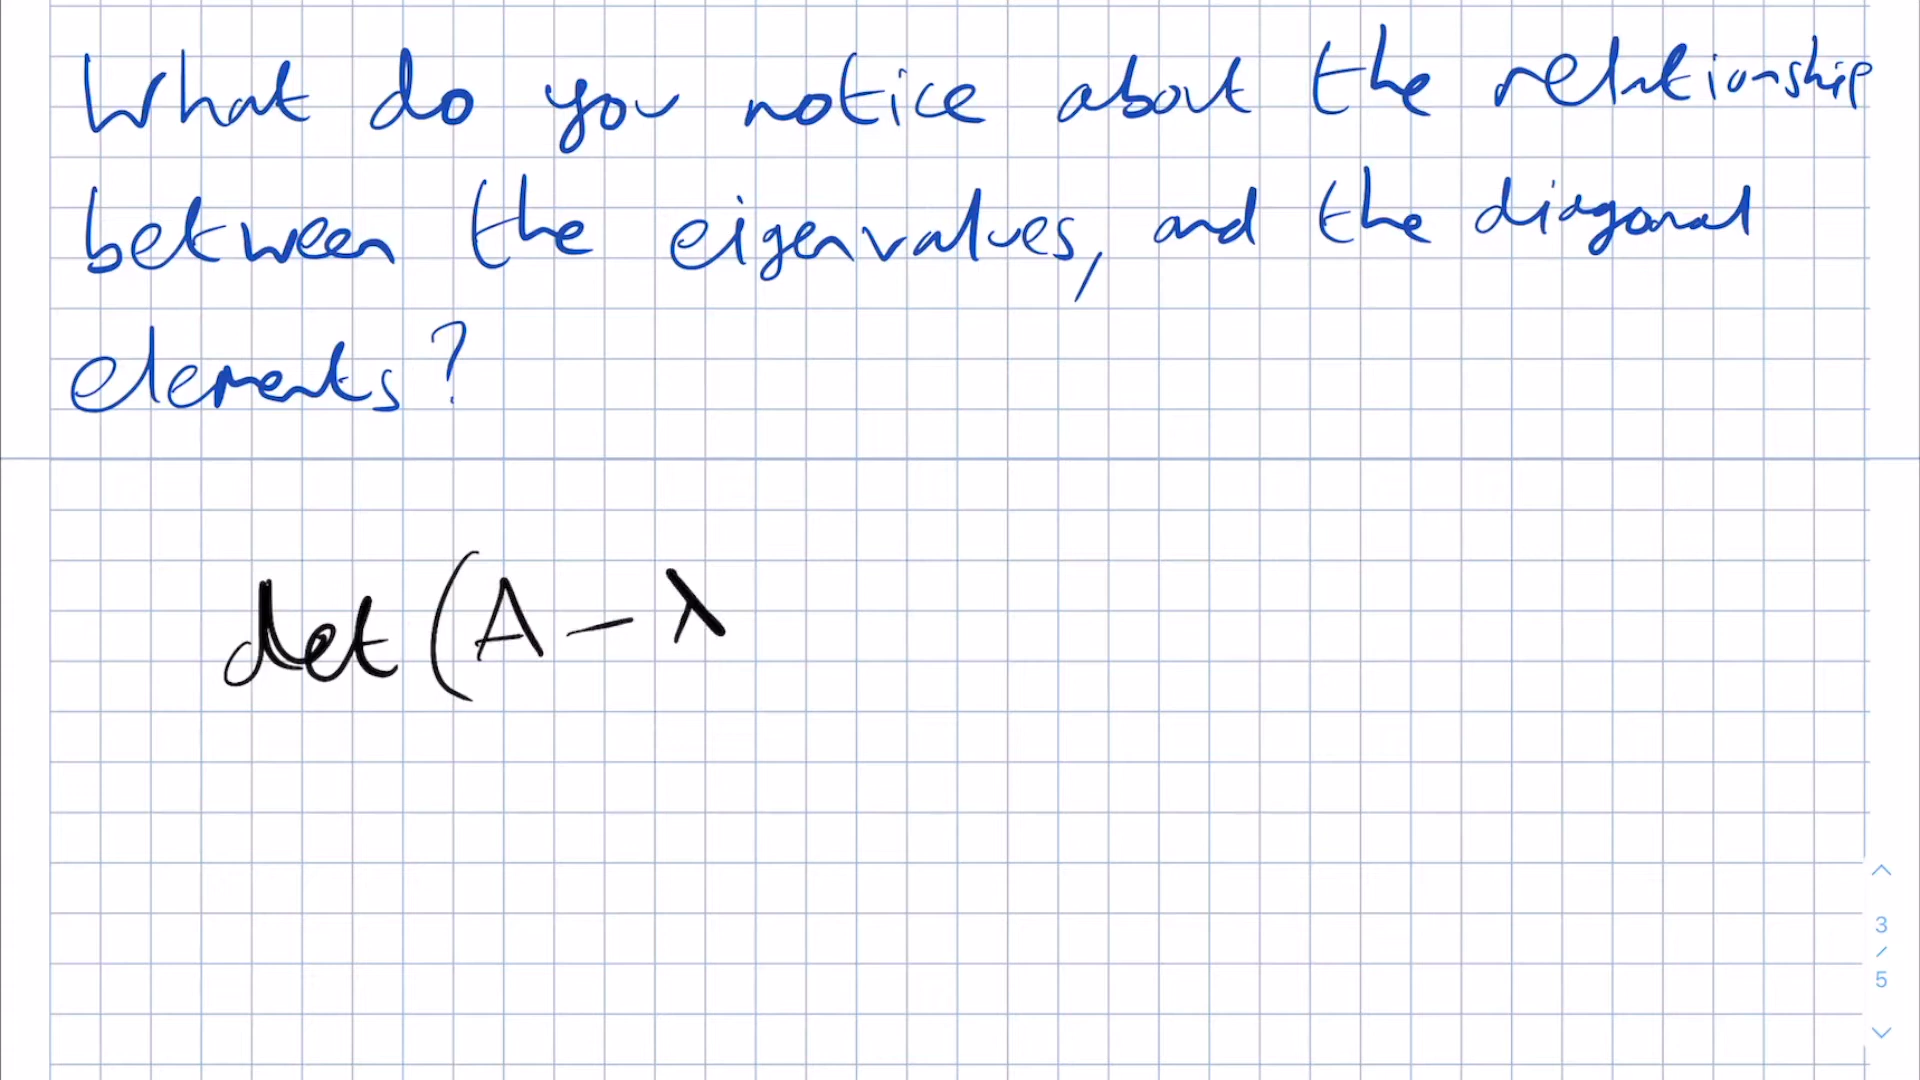 What do you notice about the relationship
between the eigenvalues, and the diagonal
elements?
det (A - λ
3
/
5